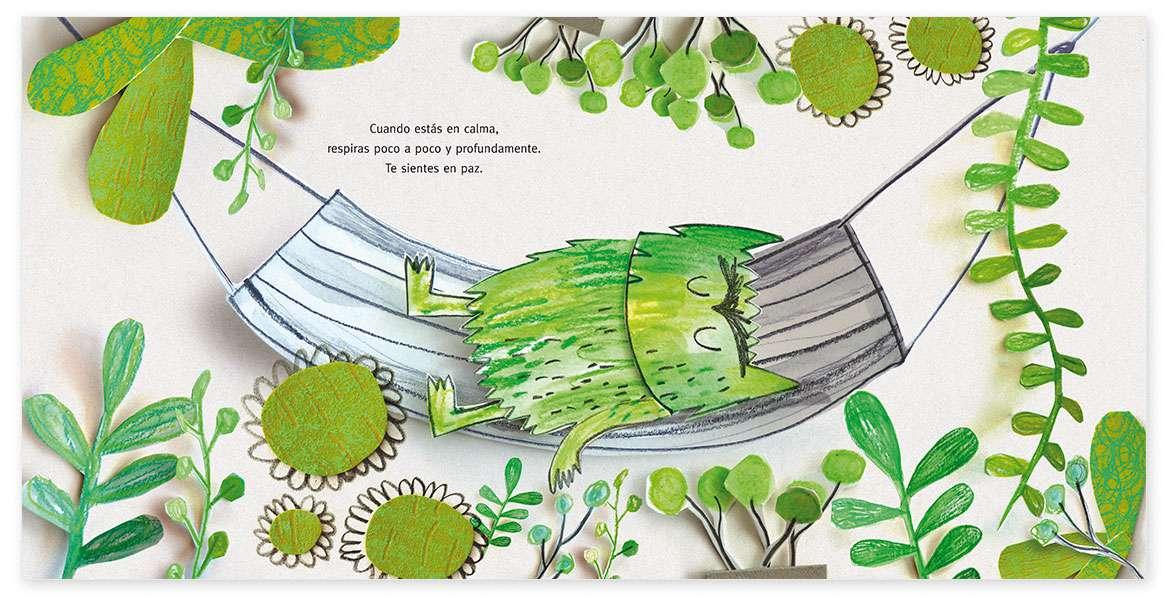 Cuando estás en calma,
respiras poco a poco y profundamente.
Te sientes en paz.